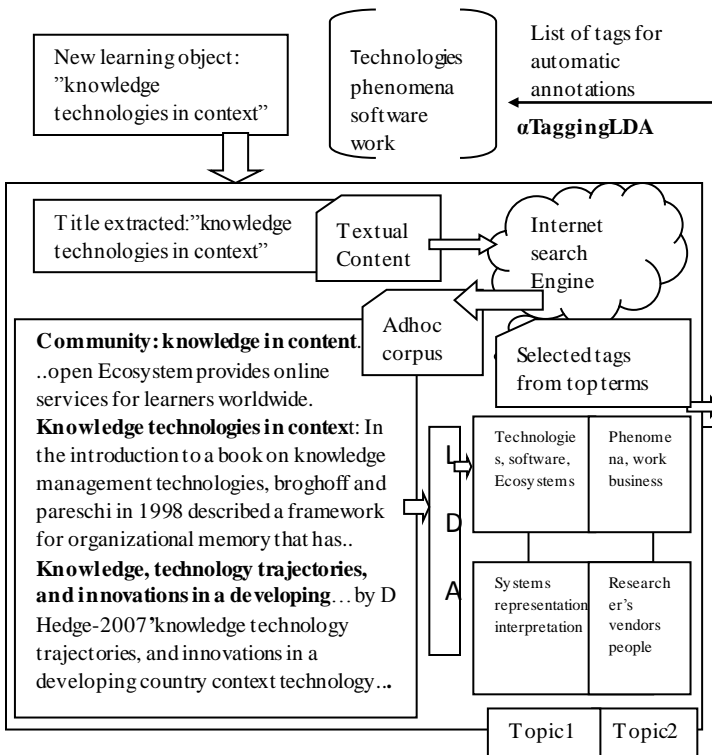 New learning object:
”knowledge
technologies in context”
Technologies
phenomena
software
work
List of tags for
automatic
annotations
αTaggingLDA
Title extracted:”knowledge
technologies in context”
Textual
Content
Internet
search
Engine
Adhoc
corpus
Selected tags
from top terms
Community: knowledge in content.
..open Ecosystem provides online
services for learners worldwide.
Knowledge technologies in context: In
the introduction to a book on knowledge
management technologies, broghoff and
pareschi in 1998 described a framework
for organizational memory that has..
Knowledge, technology trajectories,
and innovations in a developing… by D
Hedge-2007’knowledge technology
trajectories, and innovations in a
developing country context technology...
L
D
A
Technologie
s, software,
Ecosystems
Phenome
na, work
business
Systems
representation
interpretation
Research
er’s
vendors
people
Topic1
Topic2